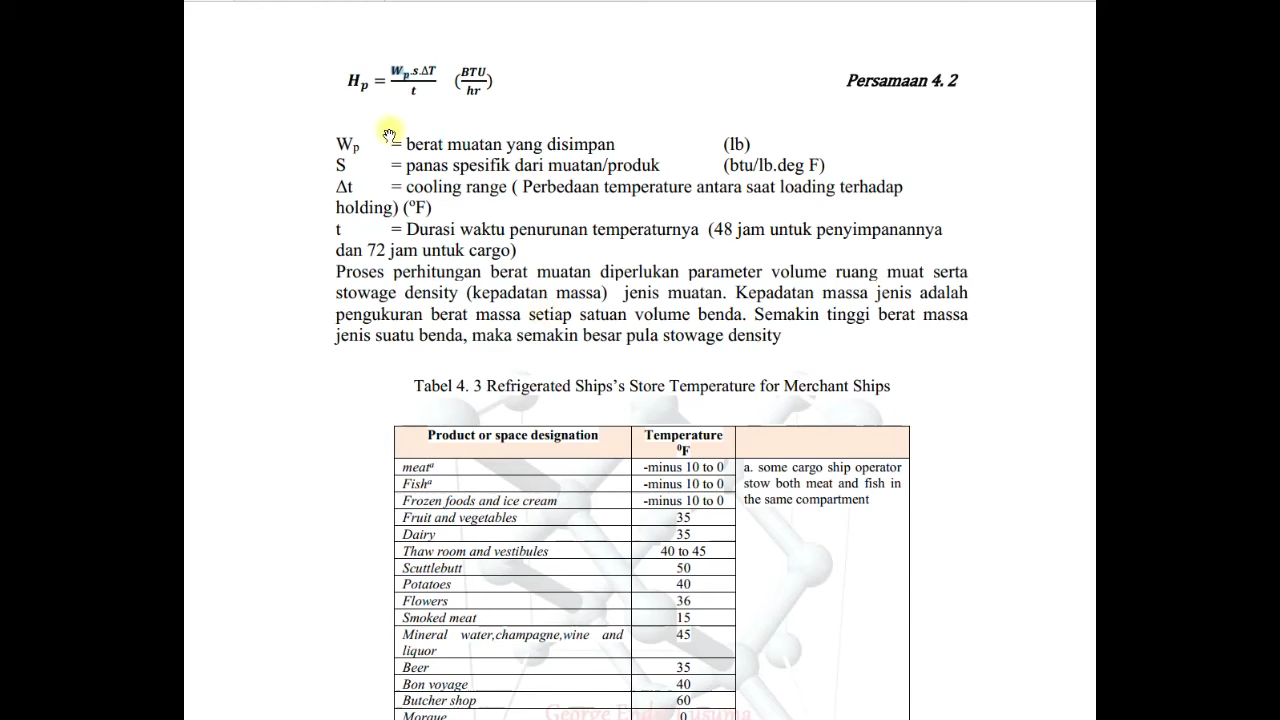 H_p = W_p.s.ΔT / t (BTU/hr) Persamaan 4. 2
Wp = berat muatan yang disimpan (lb)
S = panas spesifik dari muatan/produk (btu/lb.deg F)
Δt = cooling range ( Perbedaan temperature antara saat loading terhadap
holding) (ºF)
t = Durasi waktu penurunan temperaturnya (48 jam untuk penyimpanannya
dan 72 jam untuk cargo)
Proses perhitungan berat muatan diperlukan parameter volume ruang muat serta
stowage density (kepadatan massa) jenis muatan. Kepadatan massa jenis adalah
pengukuran berat massa setiap satuan volume benda. Semakin tinggi berat massa
jenis suatu benda, maka semakin besar pula stowage density
Tabel 4. 3 Refrigerated Ships's Store Temperature for Merchant Ships
Product or space designation Temperature
⁰F
meatᵃ -minus 10 to 0 a. some cargo ship operator
Fishᵃ -minus 10 to 0 stow both meat and fish in
Frozen foods and ice cream -minus 10 to 0 the same compartment
Fruit and vegetables 35
Dairy 35
Thaw room and vestibules 40 to 45
Scuttlebutt 50
Potatoes 40
Flowers 36
Smoked meat 15
Mineral water,champagne,wine and 45
liquor
Beer 35
Bon voyage 40
Butcher shop 60
Morgue 0